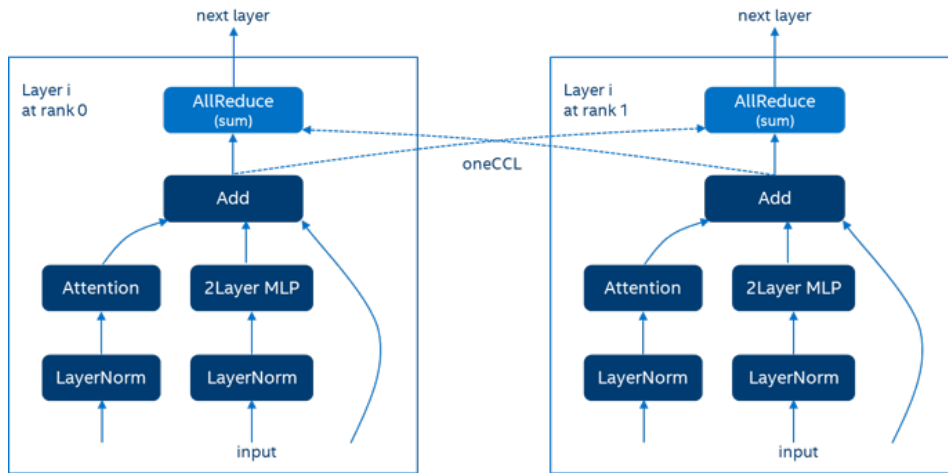 next layer
Layer i
at rank 0
AllReduce
(sum)
Add
Attention
2Layer MLP
LayerNorm
LayerNorm
input
oneCCL
next layer
Layer i
at rank 1
AllReduce
(sum)
Add
Attention
2Layer MLP
LayerNorm
LayerNorm
input